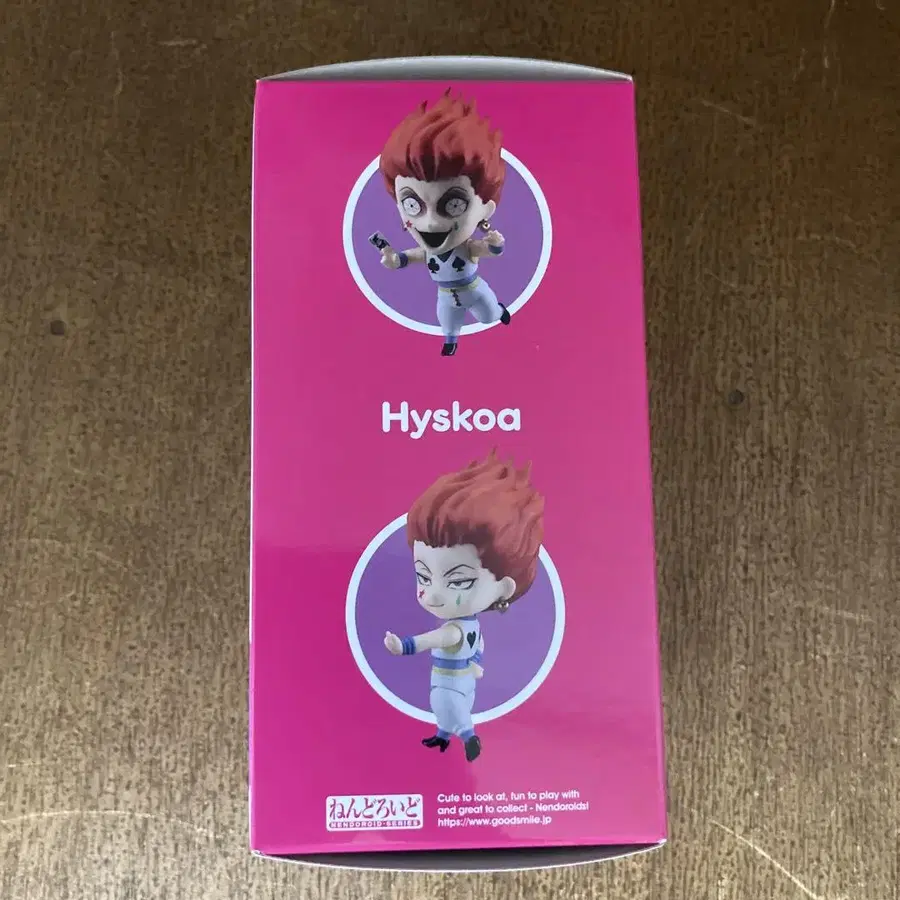 Hyskoa
ねんどろいど
NENDOROID-SERIES
Cute to look at, fun to play with
and great to collect - Nendoroids!
https://www.goodsmile.jp